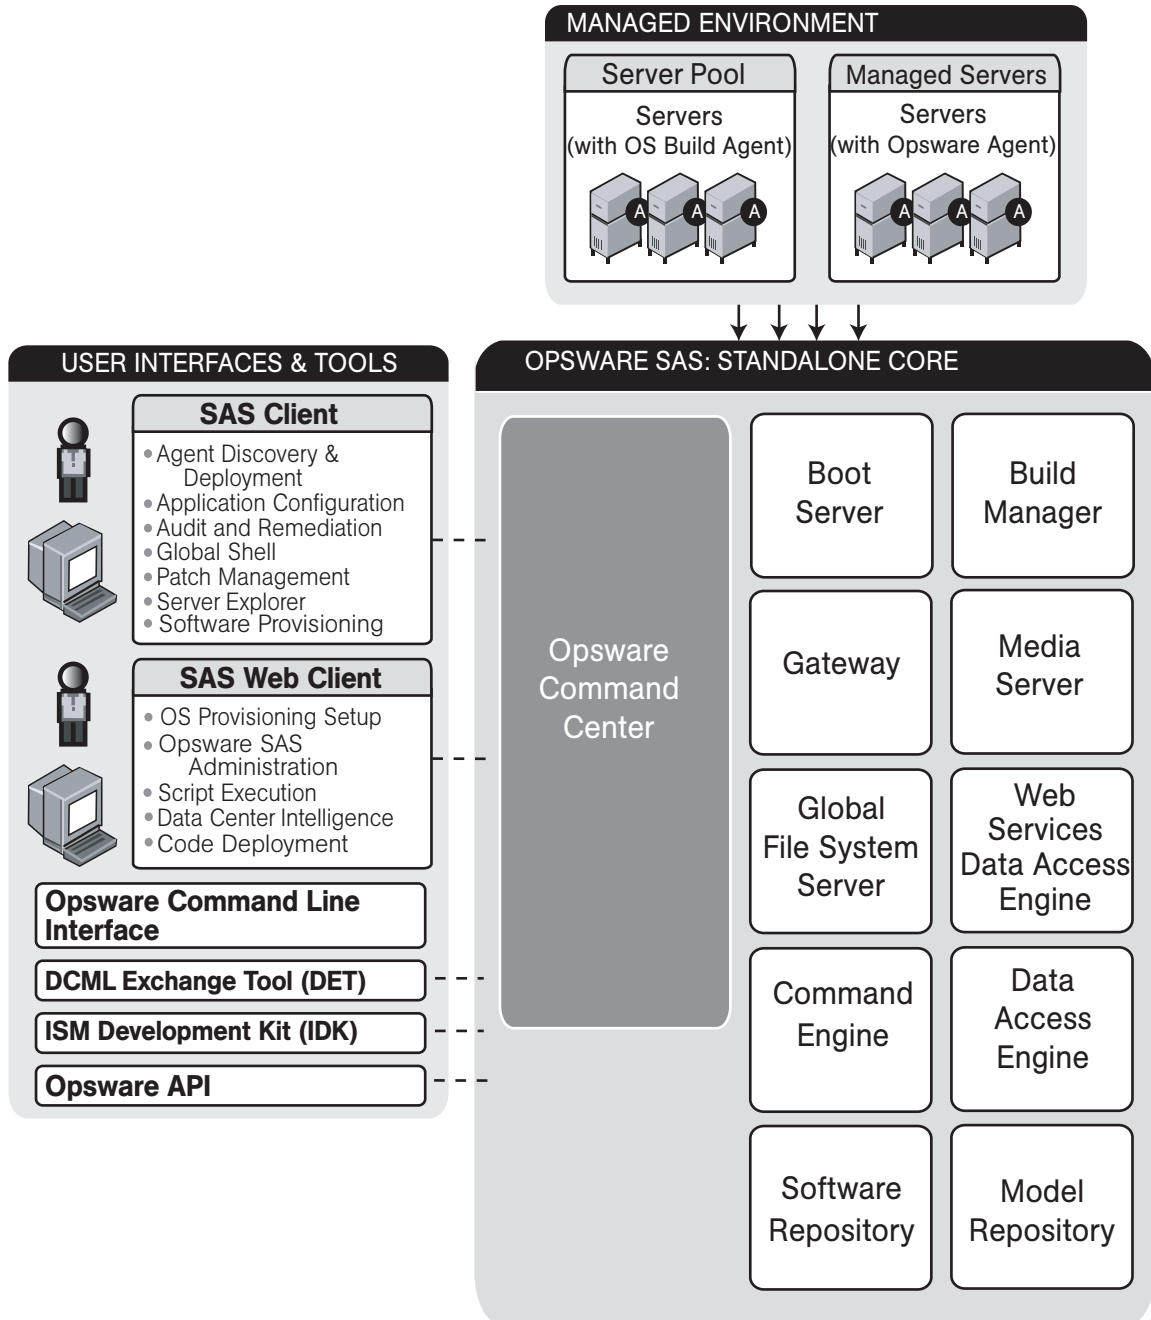 MANAGED ENVIRONMENT
Server Pool
Servers
(with OS Build Agent)
A
A
A
Managed Servers
Servers
(with Opsware Agent)
A
A
A
USER INTERFACES & TOOLS
SAS Client
Agent Discovery &
Deployment
Application Configuration
Audit and Remediation
Global Shell
Patch Management
Server Explorer
Software Provisioning
SAS Web Client
OS Provisioning Setup
Opsware SAS
Administration
Script Execution
Data Center Intelligence
Code Deployment
Opsware Command Line
Interface
DCML Exchange Tool (DET)
ISM Development Kit (IDK)
Opsware API
OPSWARE SAS: STANDALONE CORE
Opsware
Command
Center
Boot
Server
Build
Manager
Gateway
Media
Server
Global
File System
Server
Web
Services
Data Access
Engine
Command
Engine
Data
Access
Engine
Software
Repository
Model
Repository